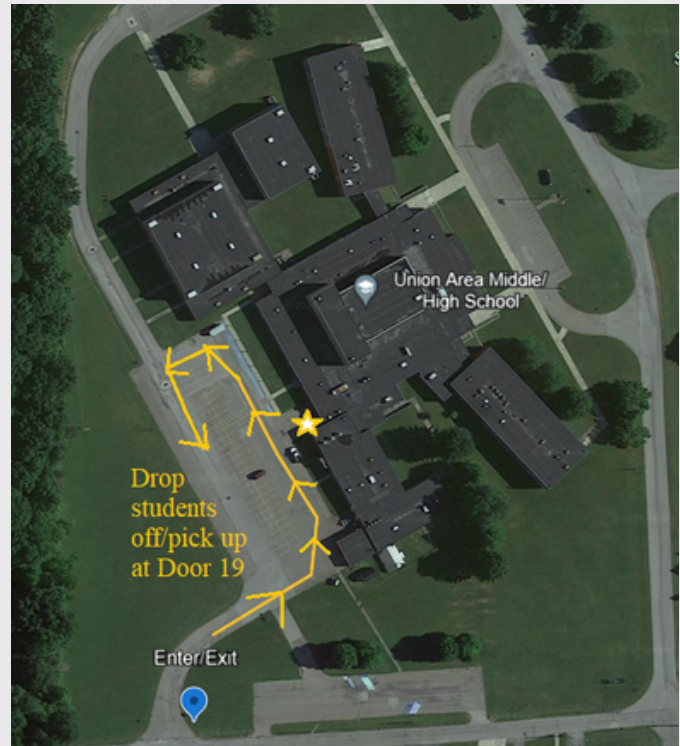 Union Area Middle/
High School
Drop
students
off/pick up
at Door 19
Enter/Exit